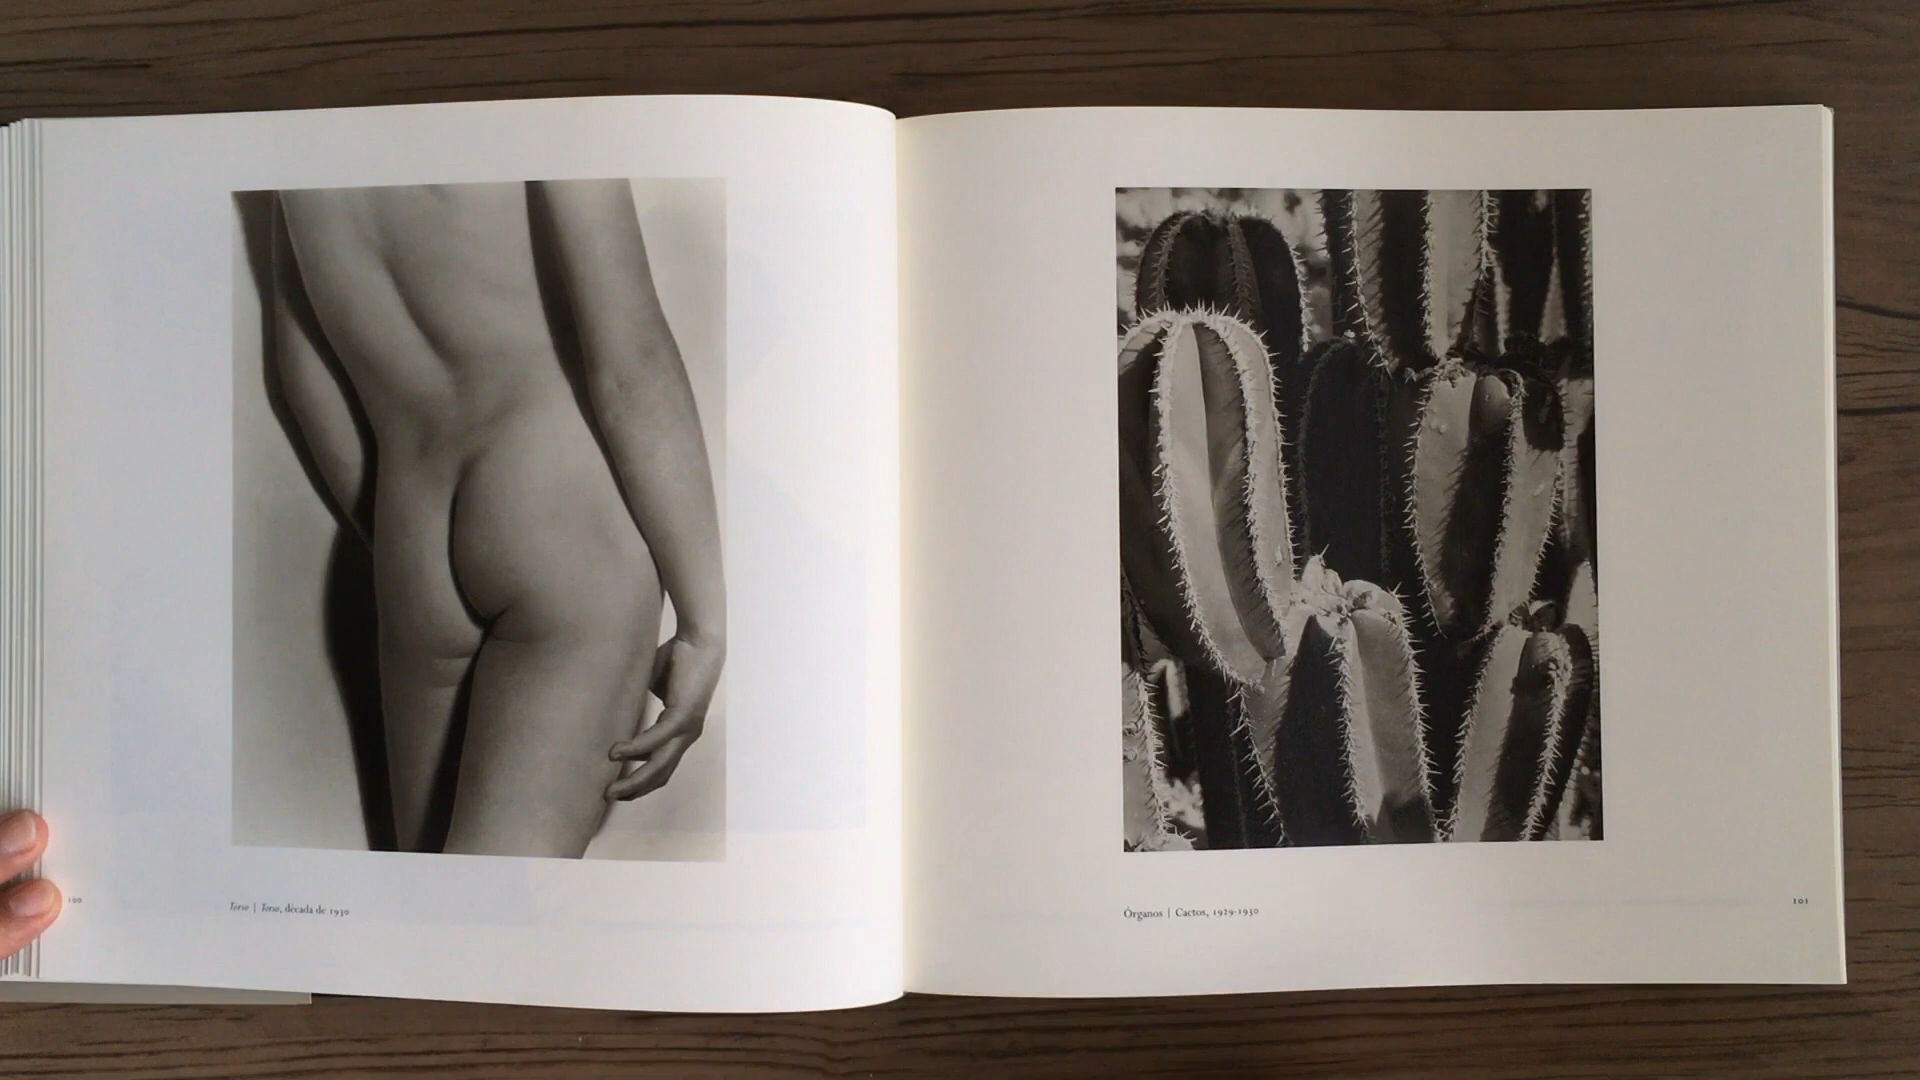 100
Torso | Torso, década de 1930
Órganos | Cactos, 1929-1930
101